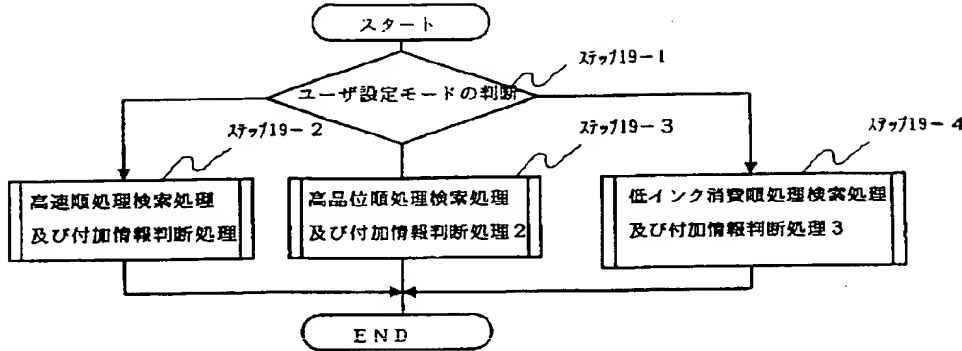 スタート
ステップ19－1
ユーザ設定モードの判断
ステップ19－2
ステップ19－3
ステップ19－4
高速順処理検索処理
及び付加情報判断処理
高品位順処理検索処理
及び付加情報判断処理2
低インク消費順処理検索処理
及び付加情報判断処理3
END